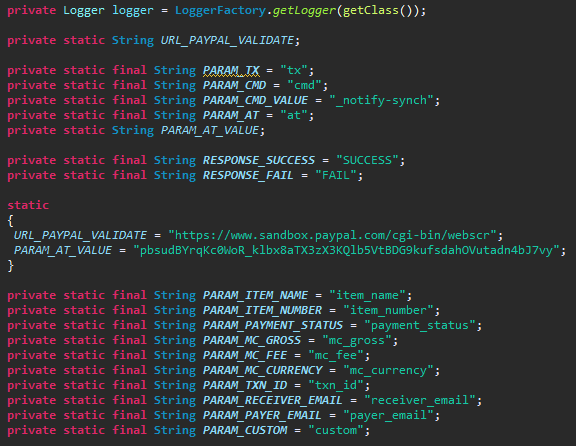 private Logger logger = LoggerFactory.getLogger(getClass());
private static String URL_PAYPAL_VALIDATE;
private static final String PARAM_TX = "tx";
private static final String PARAM_CMD = "cmd";
private static final String PARAM_CMD_VALUE = "_notify-synch";
private static final String PARAM_AT = "at";
private static String PARAM_AT_VALUE;
private static final String RESPONSE_SUCCESS = "SUCCESS";
private static final String RESPONSE_FAIL = "FAIL";
static
{
URL_PAYPAL_VALIDATE = "https://www.sandbox.paypal.com/cgi-bin/webscr";
PARAM_AT_VALUE = "pbsudBYrqKc0WoR_klbx8aTX3zX3KQlb5VtBDG9kufsdahOVutadn4bJ7vy";
}
private static final String PARAM_ITEM_NAME = "item_name";
private static final String PARAM_ITEM_NUMBER = "item_number";
private static final String PARAM_PAYMENT_STATUS = "payment_status";
private static final String PARAM_MC_GROSS = "mc_gross";
private static final String PARAM_MC_FEE = "mc_fee";
private static final String PARAM_MC_CURRENCY = "mc_currency";
private static final String PARAM_TXN_ID = "txn_id";
private static final String PARAM_RECEIVER_EMAIL = "receiver_email";
private static final String PARAM_PAYER_EMAIL = "payer_email";
private static final String PARAM_CUSTOM = "custom";